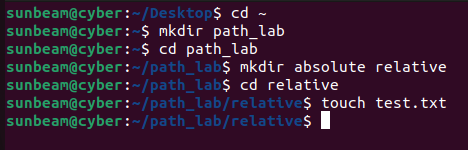 sunbeam@cyber:~/Desktop$ cd ~
sunbeam@cyber:~$ mkdir path_lab
sunbeam@cyber:~$ cd path_lab
sunbeam@cyber:~/path_lab$ mkdir absolute relative
sunbeam@cyber:~/path_lab$ cd relative
sunbeam@cyber:~/path_lab/relative$ touch test.txt
sunbeam@cyber:~/path_lab/relative$